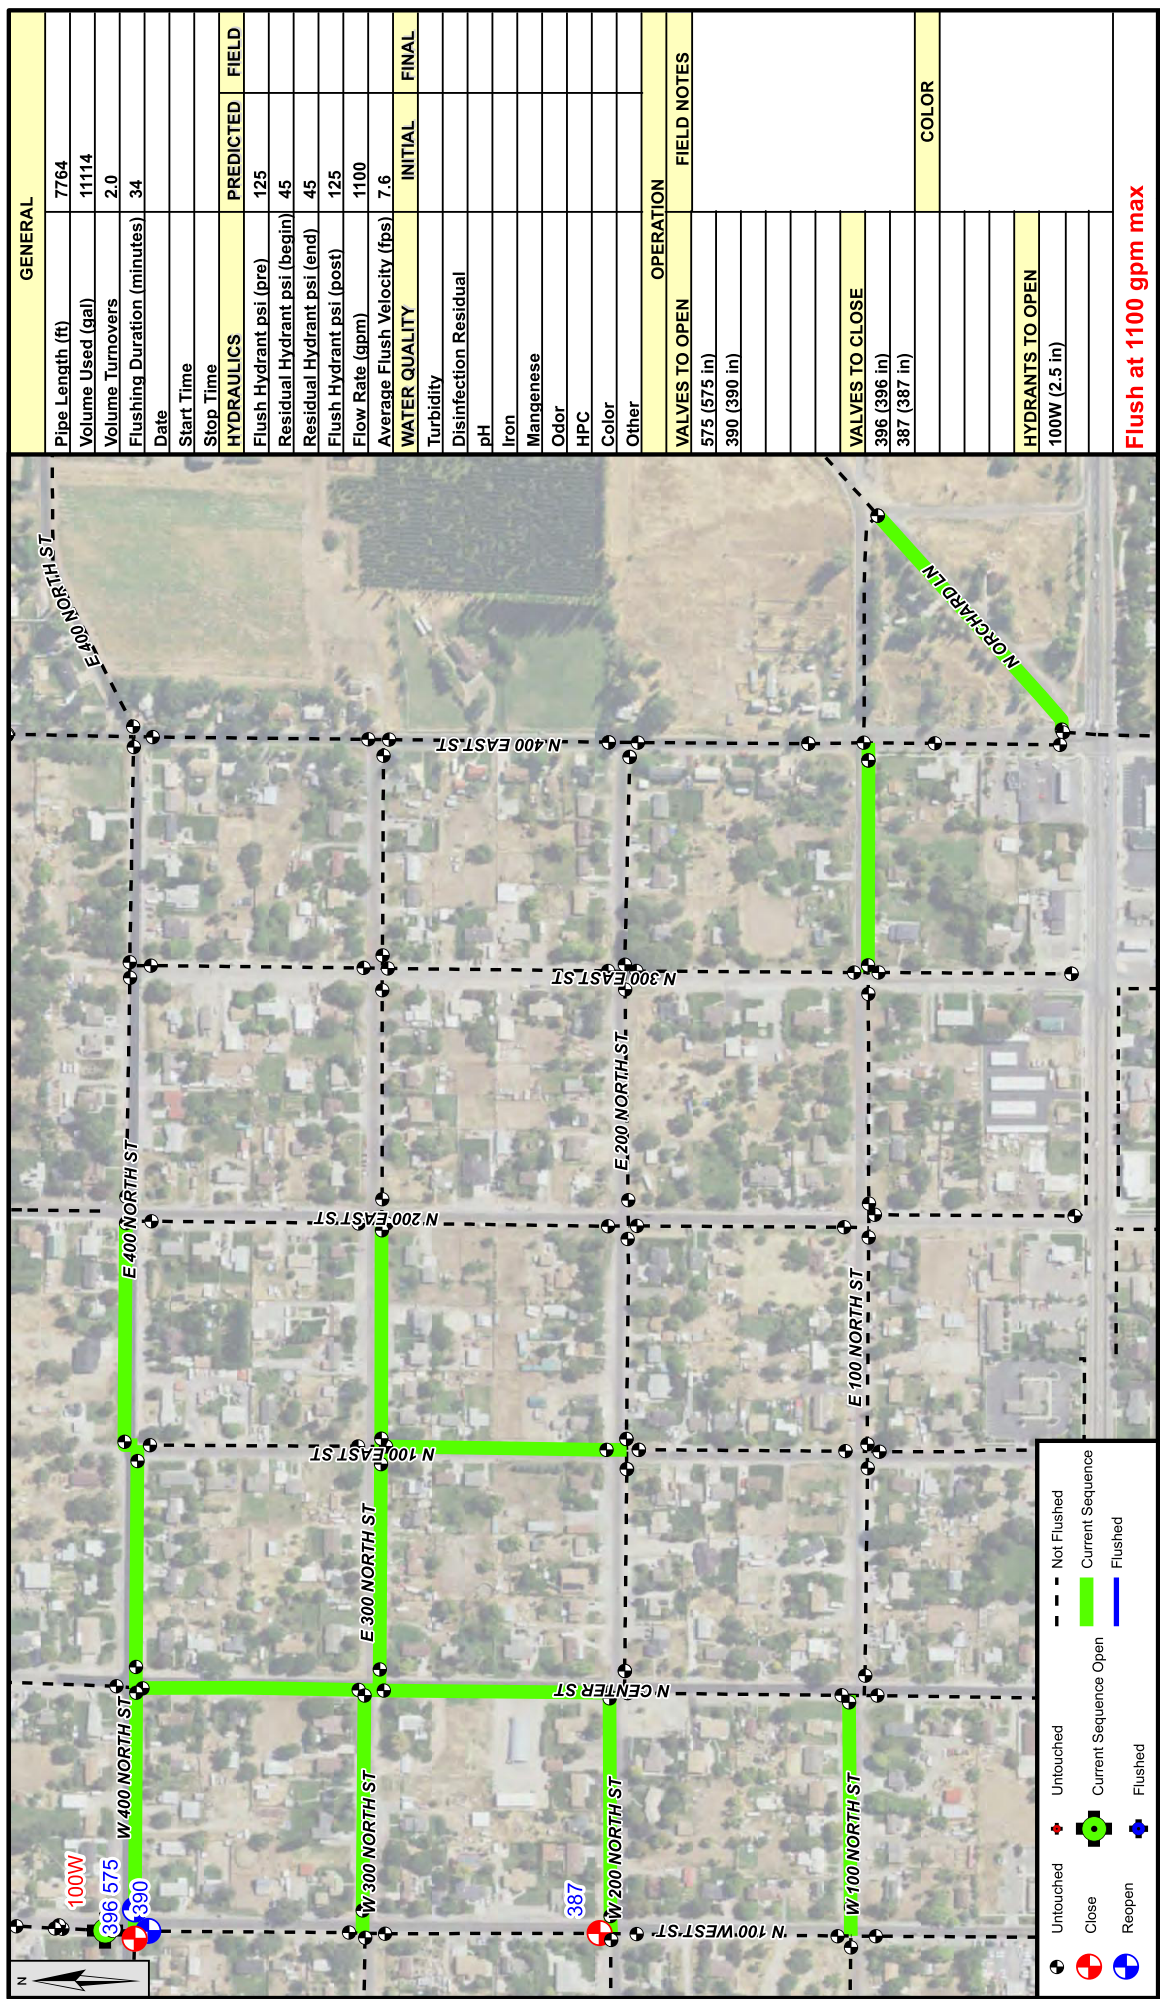 GENERAL
Pipe Length (ft) 7764
Volume Used (gal) 11114
Volume Turnovers 2.0
Flushing Duration (minutes) 34
Date
Start Time
Stop Time
HYDRAULICS PREDICTED FIELD
Flush Hydrant psi (pre) 125
Residual Hydrant psi (begin) 45
Residual Hydrant psi (end) 45
Flush Hydrant psi (post) 125
Flow Rate (gpm) 1100
Average Flush Velocity (fps) 7.6
WATER QUALITY INITIAL FINAL
Turbidity
Disinfection Residual
pH
Iron
Mangenese
Odor
HPC
Color
Other
OPERATION
VALVES TO OPEN FIELD NOTES
575 (575 in)
390 (390 in)
VALVES TO CLOSE
396 (396 in)
387 (387 in)
COLOR
HYDRANTS TO OPEN
100W (2.5 in)
Flush at 1100 gpm max
N
100W
396 575
390
387
W 400 NORTH ST
E 400 NORTH ST
E 400 NORTH ST
W 300 NORTH ST
E 300 NORTH ST
W 200 NORTH ST
E 200 NORTH ST
W 100 NORTH ST
E 100 NORTH ST
N 100 WEST ST
N CENTER ST
N 100 EAST ST
N 200 EAST ST
N 300 EAST ST
N 400 EAST ST
N ORCHARD LN
Untouched
Close
Reopen
Untouched
Current Sequence Open
Flushed
Not Flushed
Current Sequence
Flushed